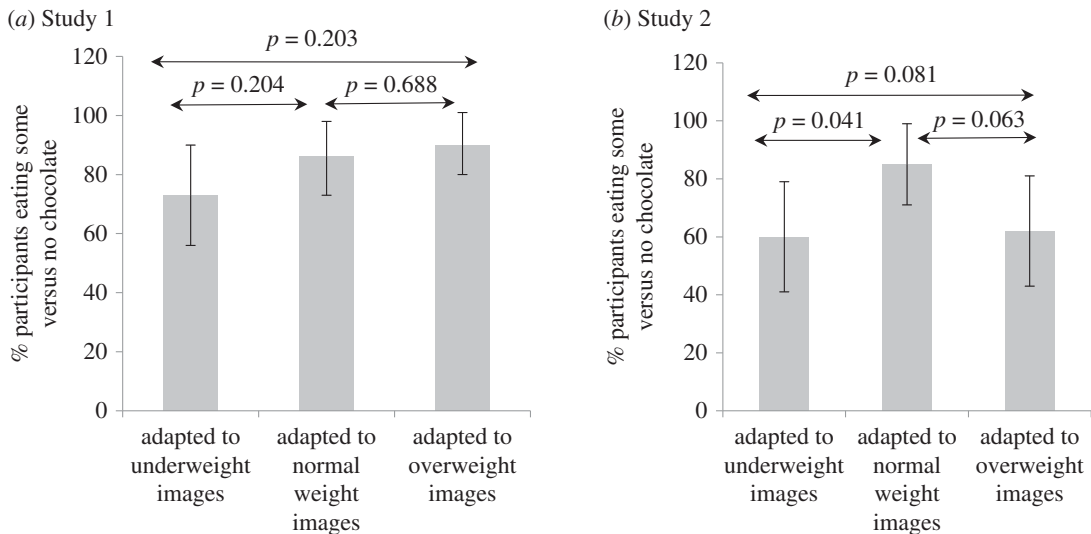 (a) Study 1
% participants eating some
versus no chocolate
120
100
80
60
40
20
0
p = 0.203
p = 0.204
p = 0.688
adapted to
underweight
images
adapted to
normal
weight
images
adapted to
overweight
images
(b) Study 2
% participants eating some
versus no chocolate
120
100
80
60
40
20
0
p = 0.081
p = 0.041
p = 0.063
adapted to
underweight
images
adapted to
normal
weight
images
adapted to
overweight
images